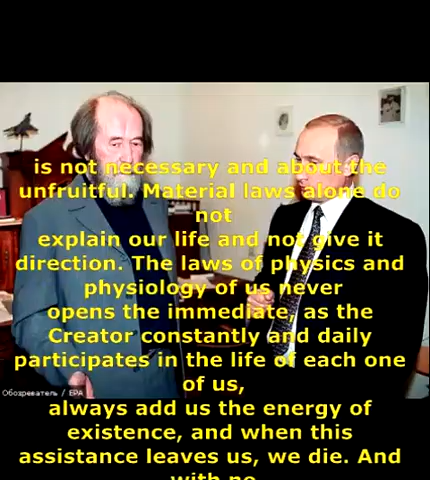 is not necessary and about the
unfruitful. Material laws alone do
not
explain our life and not give it
direction. The laws of physics and
physiology of us never
opens the immediate, as the
Creator constantly and daily
participates in the life of each one
of us,
always add us the energy of
existence, and when this
assistance leaves us, we die. And
with no
Обозреватель / EPA